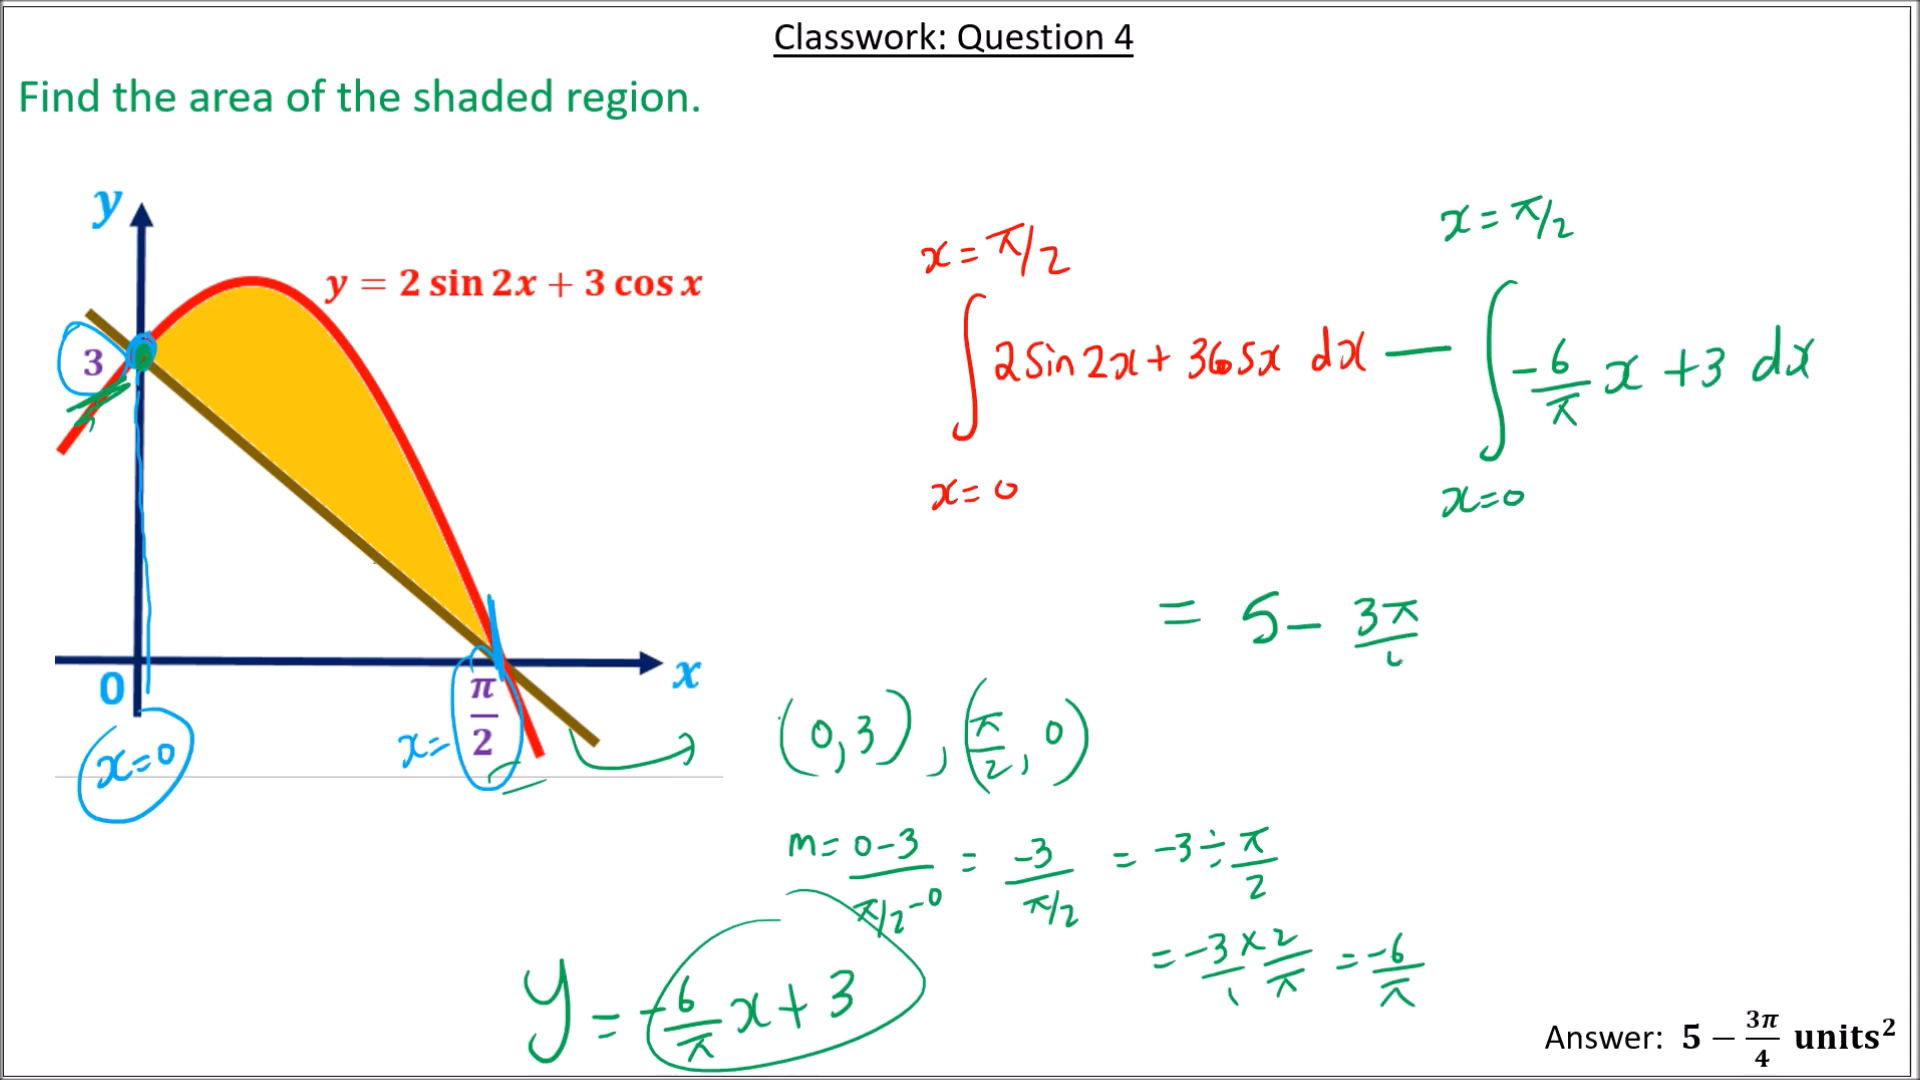 Classwork: Question 4
Find the area of the shaded region.
y
y = 2 sin 2x + 3 cos x
3
0
π/2
x
x=0
x=
x=π/2
∫ 2sin2x + 3cosx dx — ∫ -6/π x +3 dx
x=0
x=π/2
x=0
= 5 - 3π/
(0,3), (π/2, 0)
m= 0-3/π/2-0 = -3/π/2 = -3÷π/2
= -3/1 × 2/π = -6/π
y = -6/π x + 3
Answer: 5 − 3π/4 units²